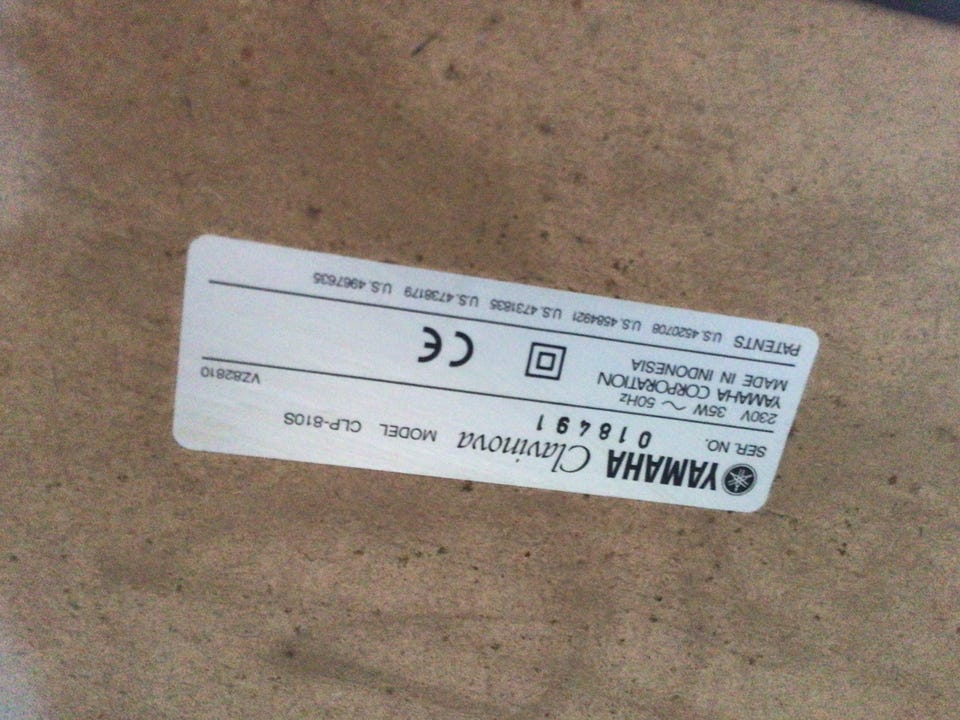 YAMAHA Clavinova MODEL CLP-810S
SER. NO. 018491 VZ82810
230V 35W ~ 50Hz
YAMAHA CORPORATION
MADE IN INDONESIA
CE
PATENTS U.S. 4520708 U.S. 4584921 U.S. 4731835 U.S. 4738179 U.S. 4967635